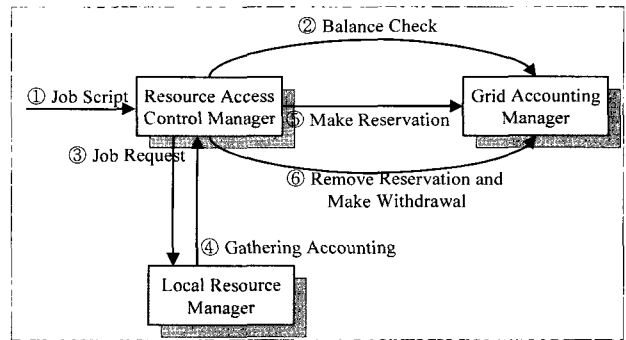 ② Balance Check
① Job Script
Resource Access
Control Manager
Grid Accounting
Manager
⑤ Make Reservation
③ Job Request
⑥ Remove Reservation and
Make Withdrawal
④ Gathering Accounting
Local Resource
Manager